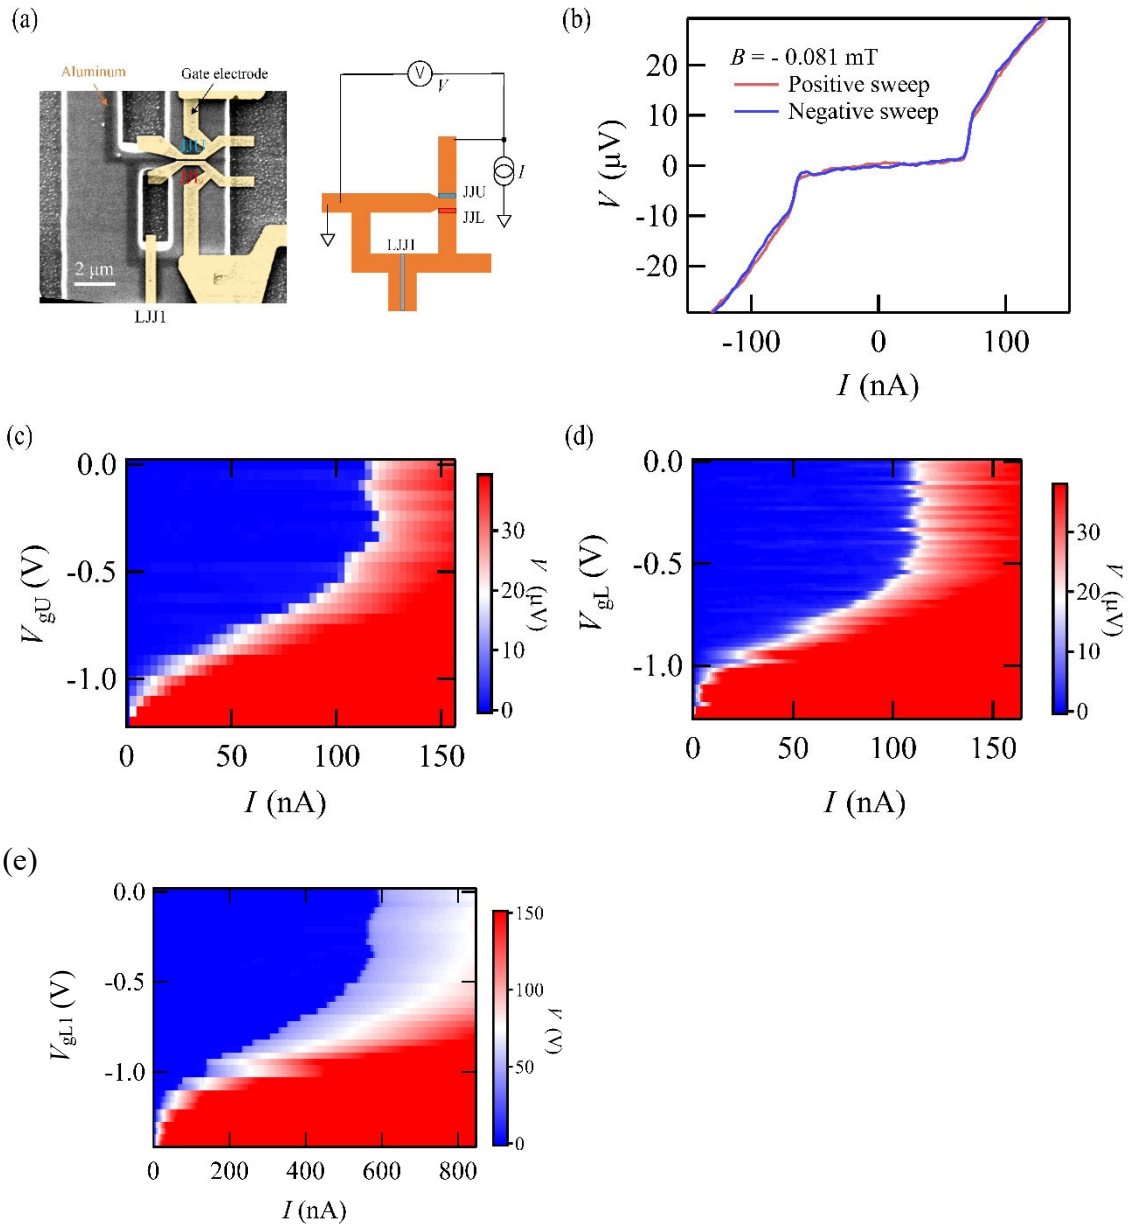 (a)
Aluminum
Gate electrode
JJU
JJL
2 μm
LJJ1
V
V
I
JJU
JJL
LJJ1
(b)
B = - 0.081 mT
Positive sweep
Negative sweep
20
10
0
-10
-20
V (μV)
-100 0 100
I (nA)
(c)
0.0
-0.5
-1.0
VgU (V)
0 50 100 150
I (nA)
30
20
10
0
V (μV)
(d)
0.0
-0.5
-1.0
VgL (V)
0 50 100 150
I (nA)
30
20
10
0
V (μV)
(e)
0.0
-0.5
-1.0
VgL1 (V)
0 200 400 600 800
I (nA)
150
100
50
0
V (V)